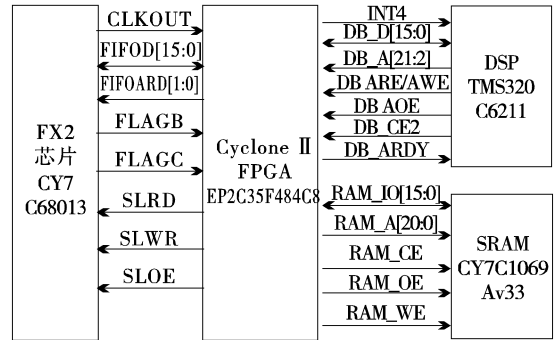 CLKOUT
FIFOD[15:0]
FIFOARD[1:0]
FLAGB
FLAGC
SLRD
SLWR
SLOE
FX2
芯片
CY7
C68013
Cyclone Ⅱ
FPGA
EP2C35F484C8
INT4
DB_D[15:0]
DB_A[21:2]
DB ARE/AWE
DB AOE
DB_CE2
DB_ARDY
DSP
TMS320
C6211
RAM_IO[15:0]
RAM_A[20:0]
RAM_CE
RAM_OE
RAM_WE
SRAM
CY7C1069
Av33